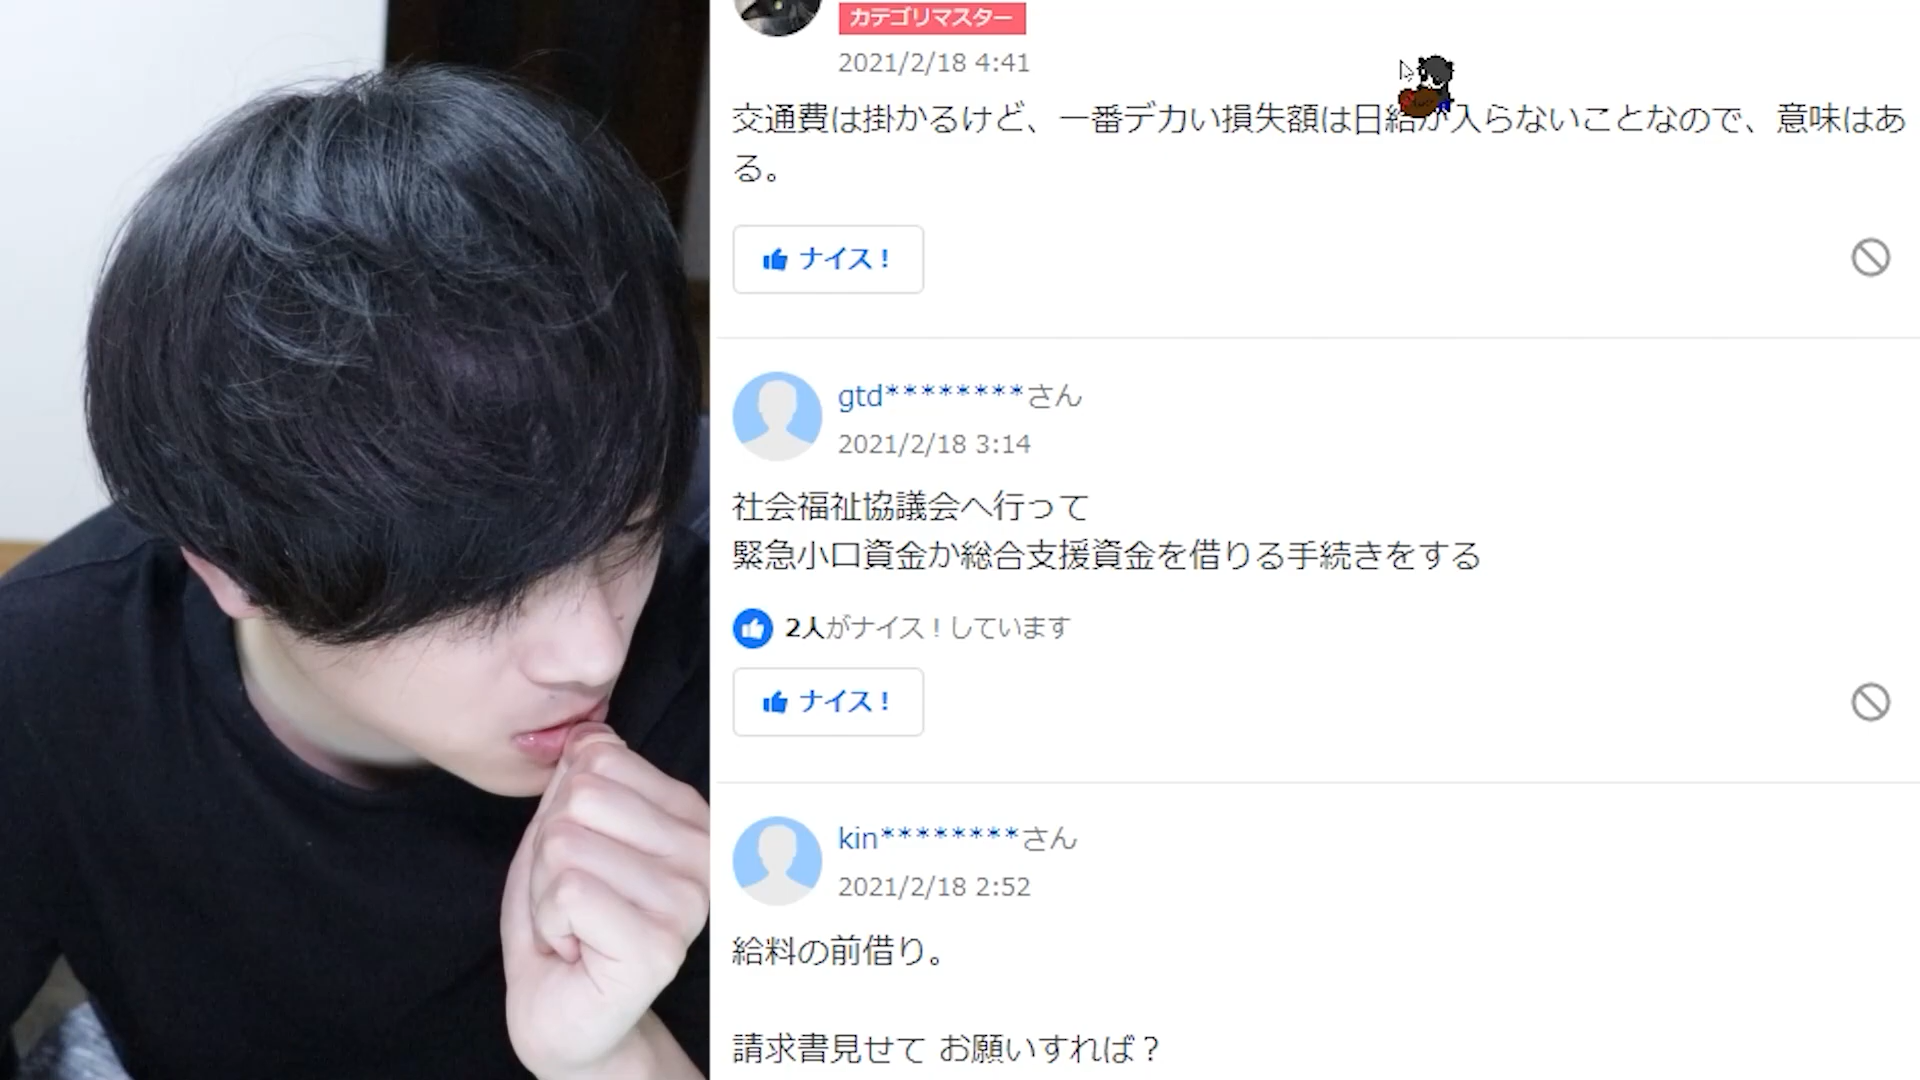 カテゴリマスター
2021/2/18 4:41
交通費は掛かるけど、一番デカい損失額は日給が入らないことなので、意味はあ
る。
ナイス！
gtd********さん
2021/2/18 3:14
社会福祉協議会へ行って
緊急小口資金か総合支援資金を借りる手続きをする
2人がナイス！しています
ナイス！
kin********さん
2021/2/18 2:52
給料の前借り。
請求書見せて お願いすれば？